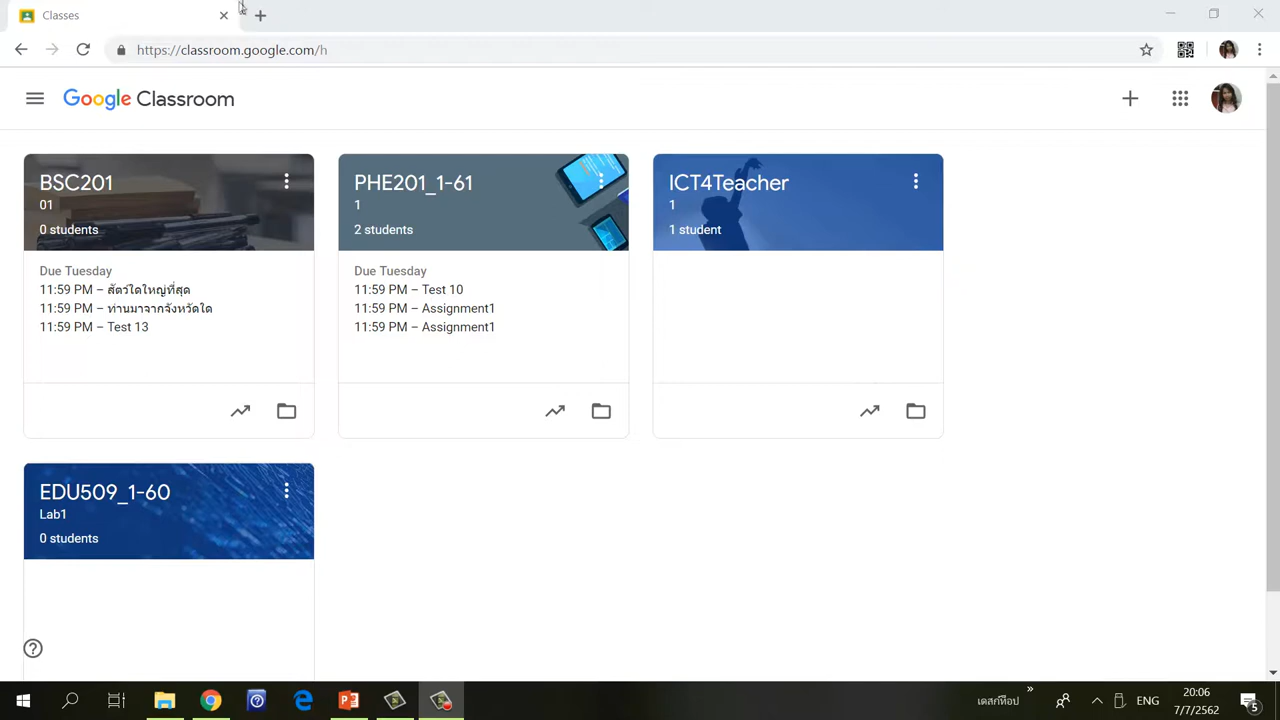 Classes
https://classroom.google.com/h
Google Classroom
BSC201
01
0 students
Due Tuesday
11:59 PM – สัตว์ใดใหญ่ที่สุด
11:59 PM – ท่านมาจากจังหวัดใด
11:59 PM – Test 13
PHE201_1-61
1
2 students
Due Tuesday
11:59 PM – Test 10
11:59 PM – Assignment1
11:59 PM – Assignment1
ICT4Teacher
1
1 student
EDU509_1-60
Lab1
0 students
เดสก์ท็อป
ENG
20:06
7/7/2562
5